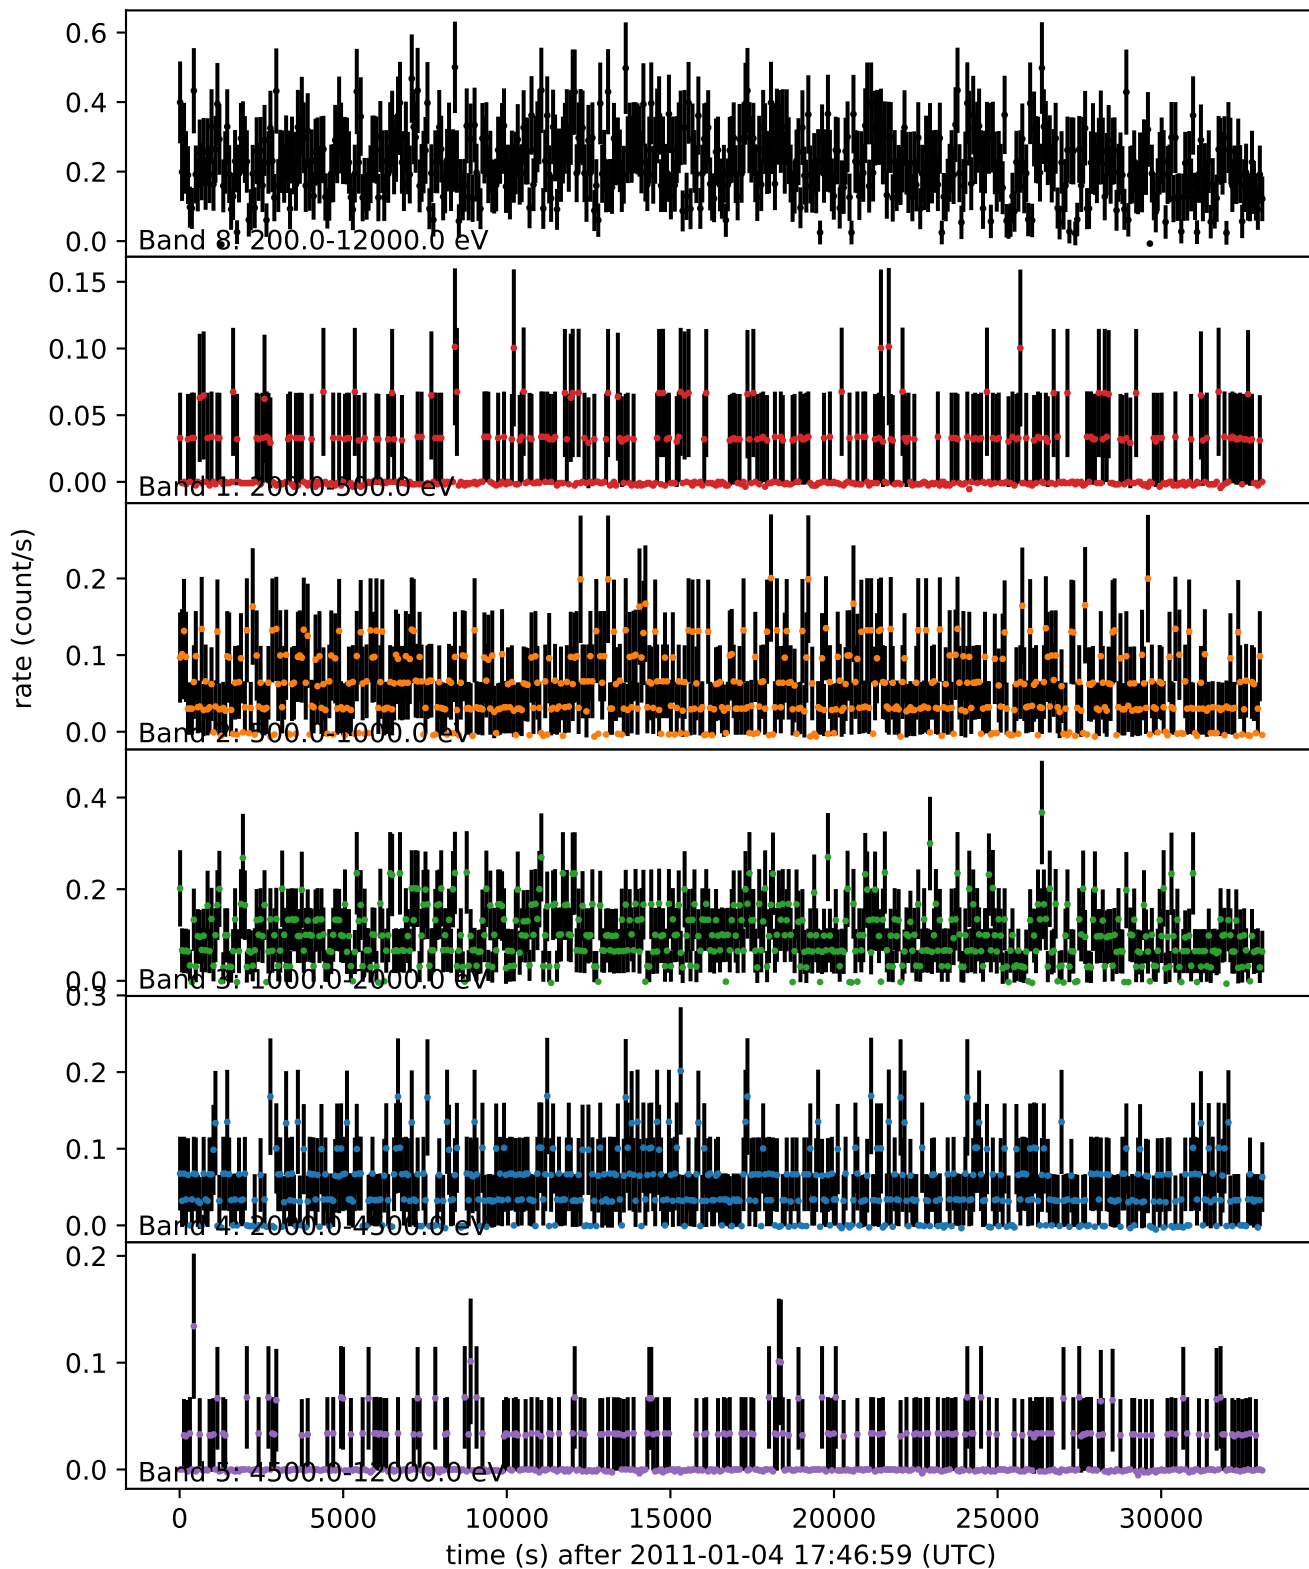 0.6
0.4
0.2
0.0
Band 8: 200.0-12000.0 eV
0.15
0.10
0.05
0.00
Band 1: 200.0-500.0 eV
rate (count/s)
0.2
0.1
0.0
Band 2: 500.0-1000.0 eV
0.4
0.2
0.0
Band 3: 1000.0-2000.0 eV
0.3
0.2
0.1
0.0
Band 4: 2000.0-4500.0 eV
0.2
0.1
0.0
Band 5: 4500.0-12000.0 eV
0 5000 10000 15000 20000 25000 30000
time (s) after 2011-01-04 17:46:59 (UTC)